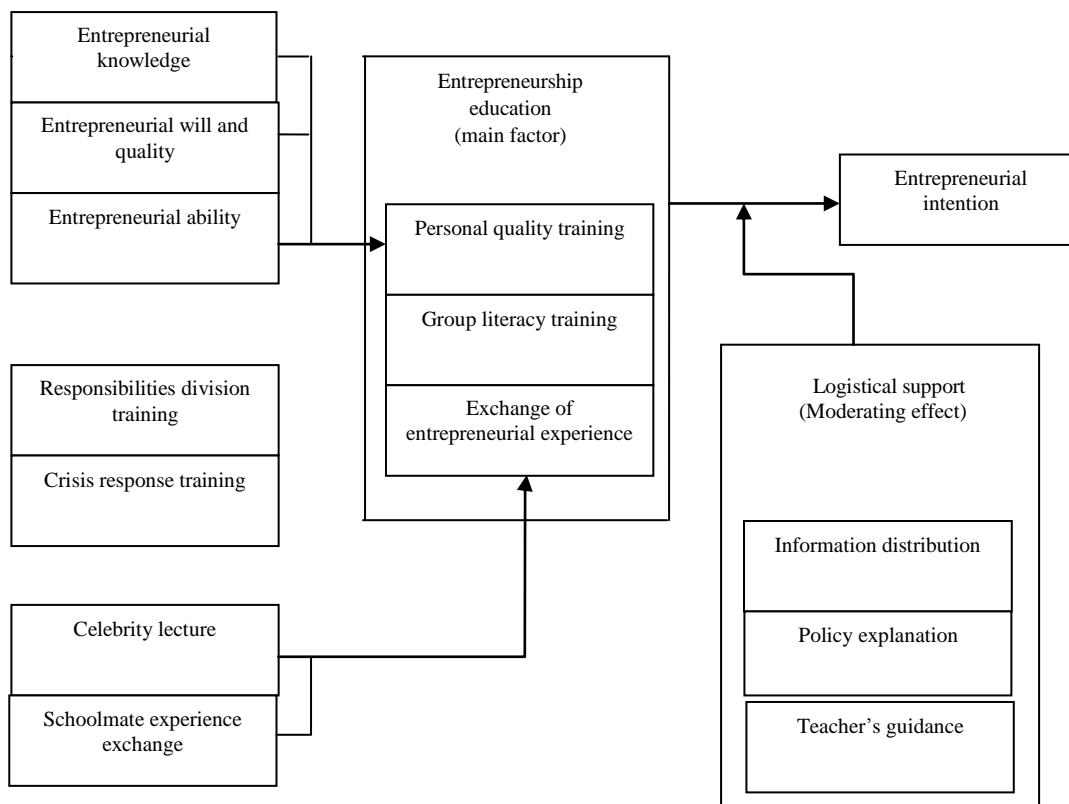 Entrepreneurial
knowledge
Entrepreneurial will and
quality
Entrepreneurial ability
Responsibilities division
training
Crisis response training
Celebrity lecture
Schoolmate experience
exchange
Entrepreneurship
education
(main factor)
Personal quality training
Group literacy training
Exchange of
entrepreneurial experience
Entrepreneurial
intention
Logistical support
(Moderating effect)
Information distribution
Policy explanation
Teacher’s guidance